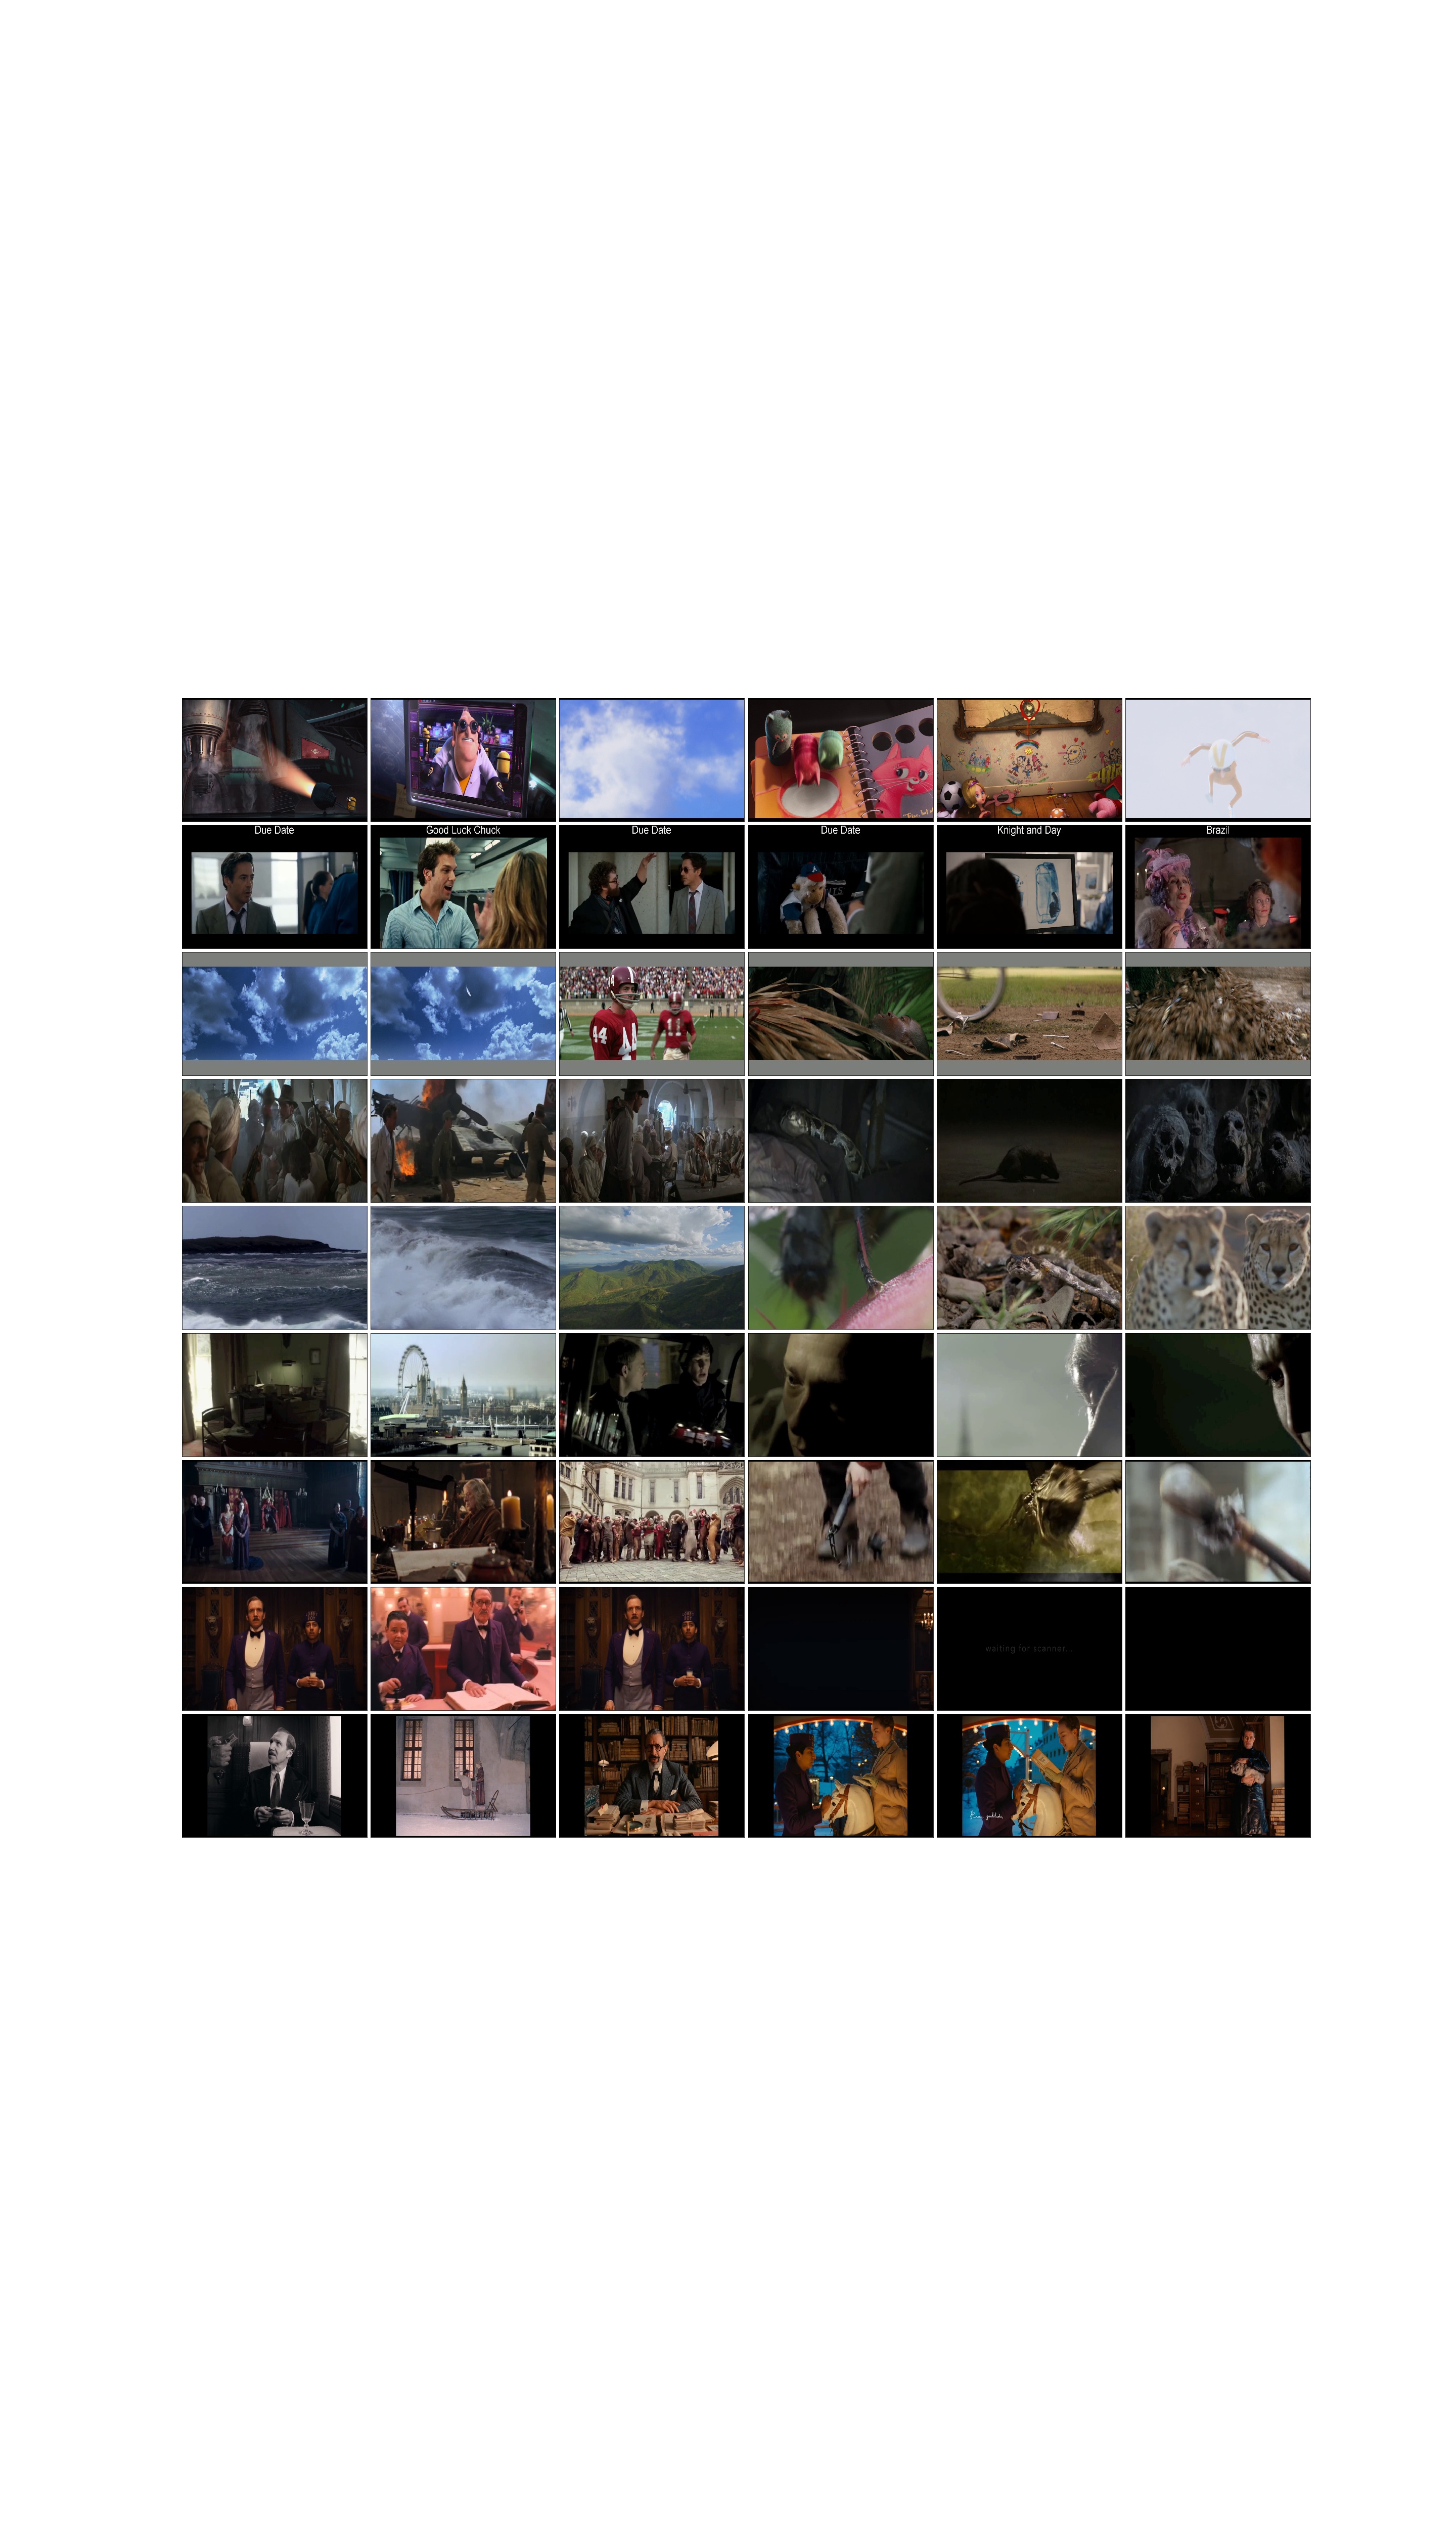 Due Date
Good Luck Chuck
Due Date
Due Date
Knight and Day
Brazil
44
11
waiting for scanner...